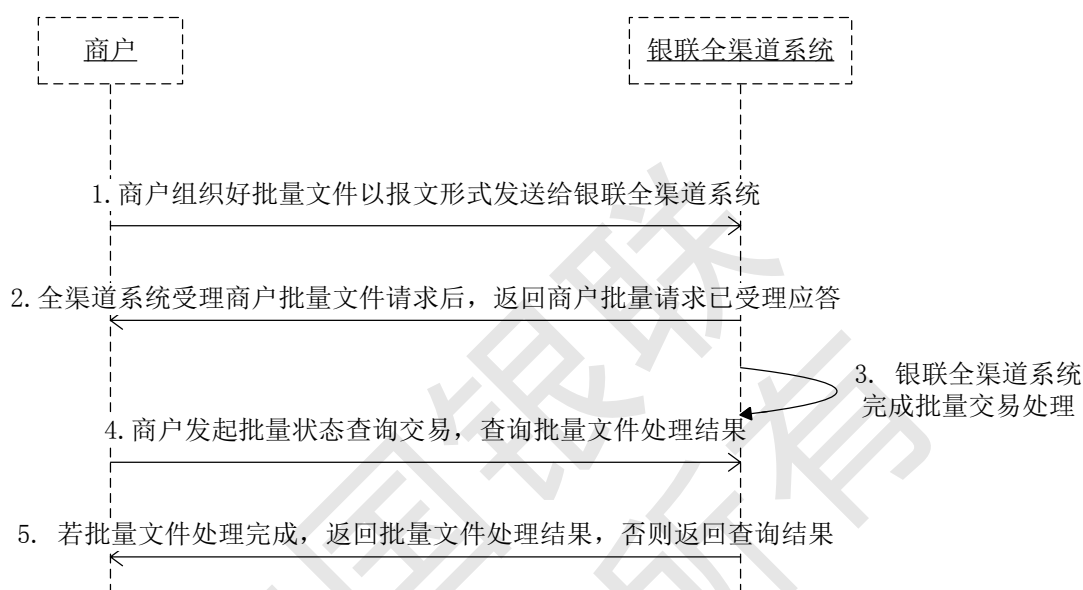 商户
银联全渠道系统
1.商户组织好批量文件以报文形式发送给银联全渠道系统
2.全渠道系统受理商户批量文件请求后，返回商户批量请求已受理应答
3. 银联全渠道系统
完成批量交易处理
4.商户发起批量状态查询交易，查询批量文件处理结果
5. 若批量文件处理完成，返回批量文件处理结果，否则返回查询结果
国银联
所有